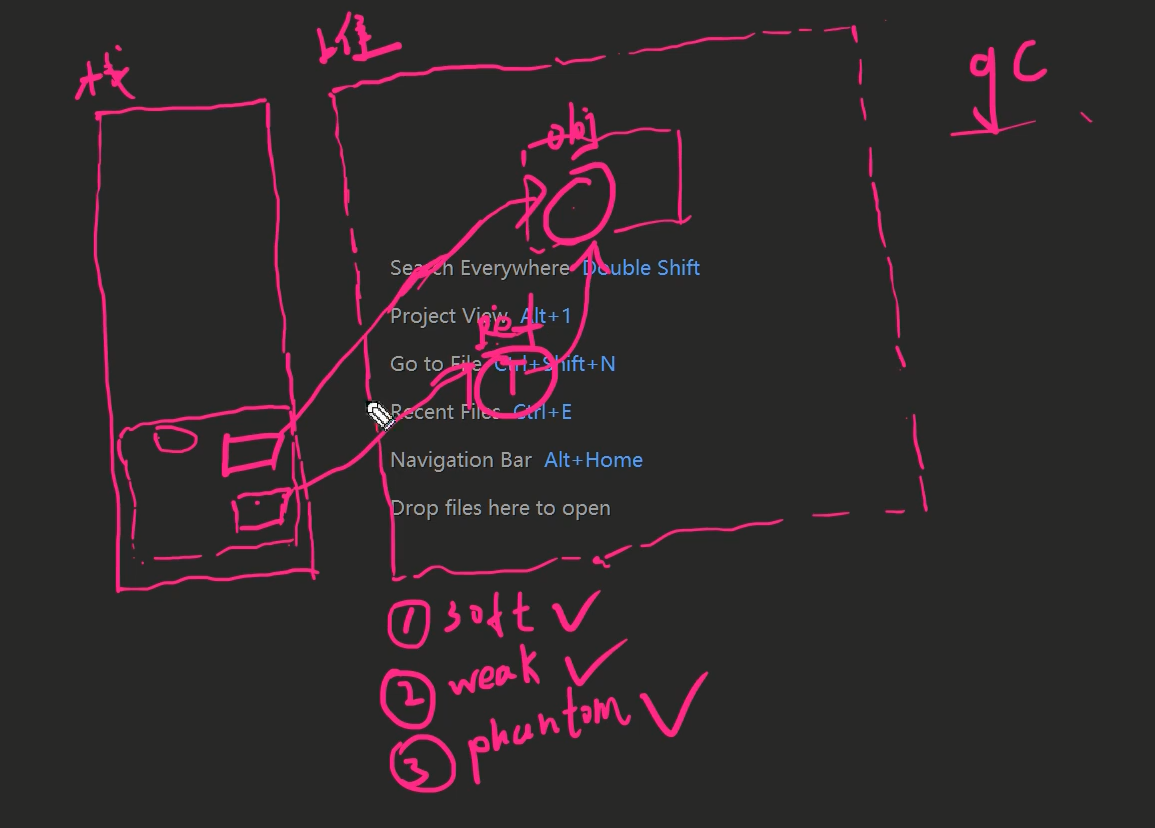 栈
堆
gc
obj
Search Everywhere Double Shift
Project View Alt+1
ref
Go to File Ctrl+Shift+N
T
Recent Files Ctrl+E
Navigation Bar Alt+Home
Drop files here to open
① soft ✓
② weak ✓
③ phantom ✓